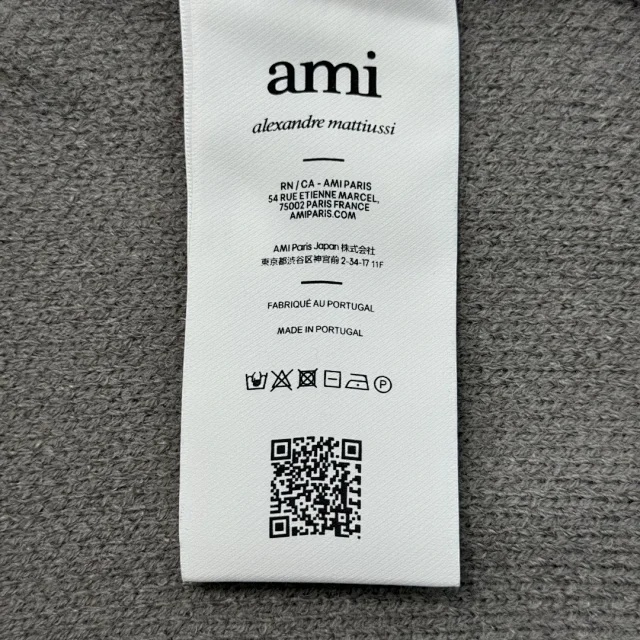 ami
alexandre mattiussi
RN / CA - AMI PARIS
54 RUE ETIENNE MARCEL,
75002 PARIS FRANCE
AMIPARIS.COM
AMI Paris Japan 株式会社
東京都渋谷区神宮前 2-34-17 11F
FABRIQUÉ AU PORTUGAL
MADE IN PORTUGAL
P